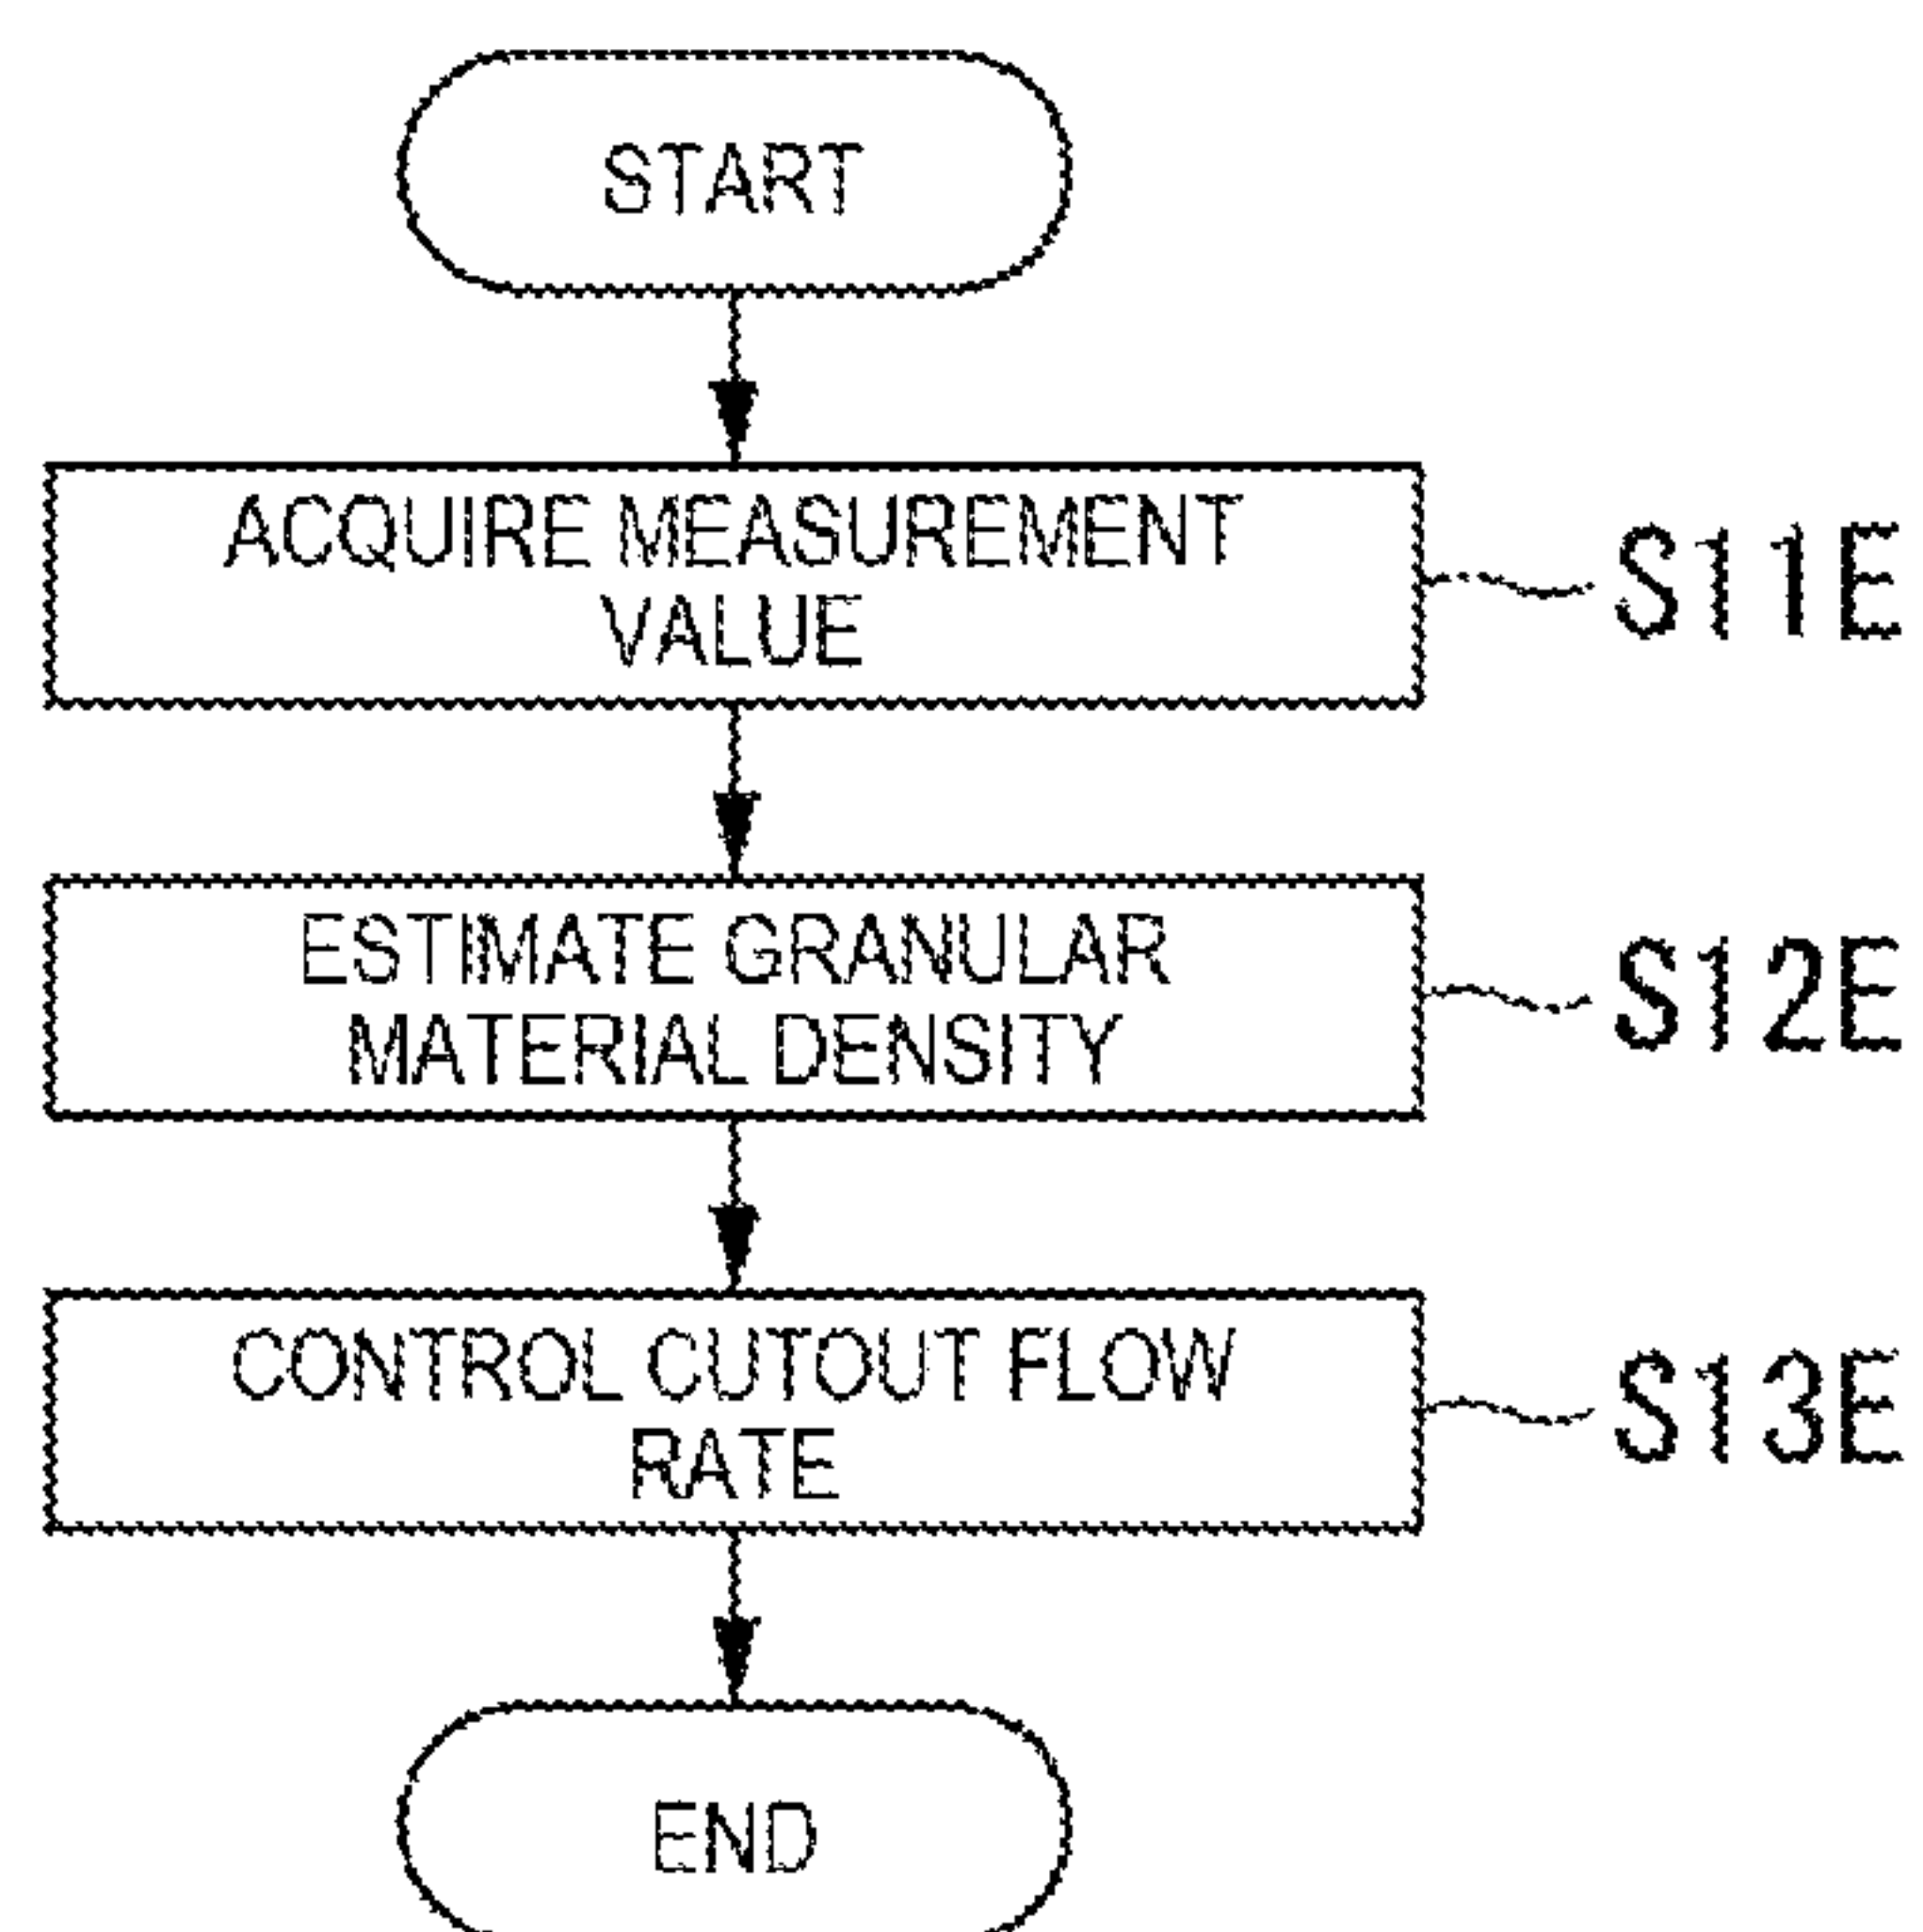 START
ACQUIRE MEASUREMENT
VALUE
S11E
ESTIMATE GRANULAR
MATERIAL DENSITY
S12E
CONTROL CUTOUT FLOW
RATE
S13E
END